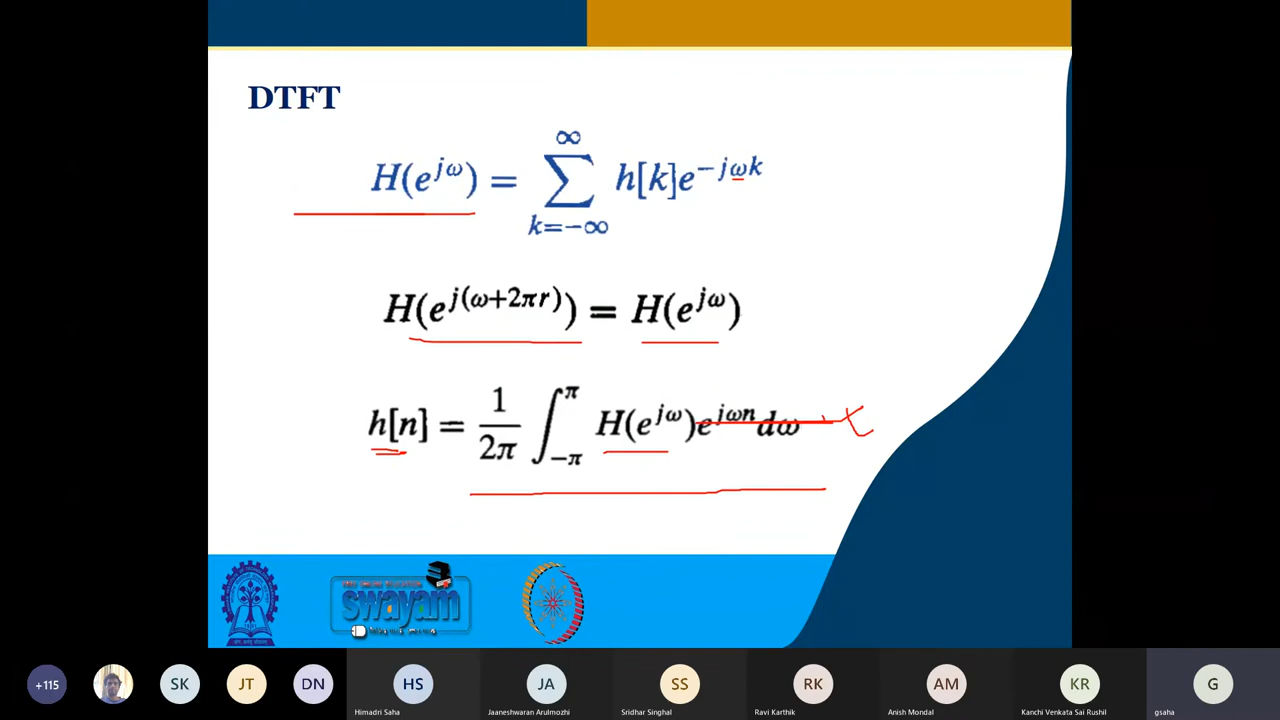 DTFT
H(e^{jω}) = ∑_{k=−∞}^{∞} h[k]e^{−jωk}
H(e^{j(ω+2πr)}) = H(e^{jω})
h[n] = \frac{1}{2π} ∫_{−π}^{π} H(e^{jω})e^{jωn}dω
swayam
+115 SK JT DN HS JA SS RK AM KR G
Himadri Saha Jaaneshwaran Arulmozhi Sridhar Singhal Ravi Karthik Anish Mondal Kanchi Venkata Sai Rushil gsaha